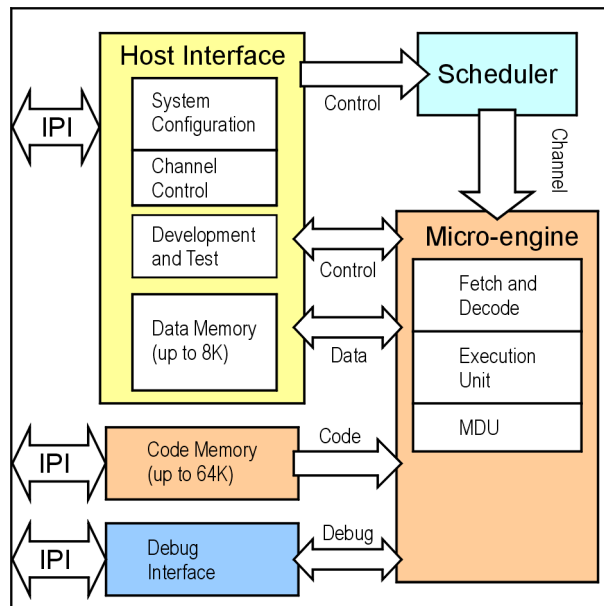 Host Interface
System
Configuration
Channel
Control
Development
and Test
Data Memory
(up to 8K)
IPI
Control
Scheduler
Channel
Control
Data
Micro-engine
Fetch and
Decode
Execution
Unit
MDU
IPI
Code Memory
(up to 64K)
Code
IPI
Debug
Interface
Debug